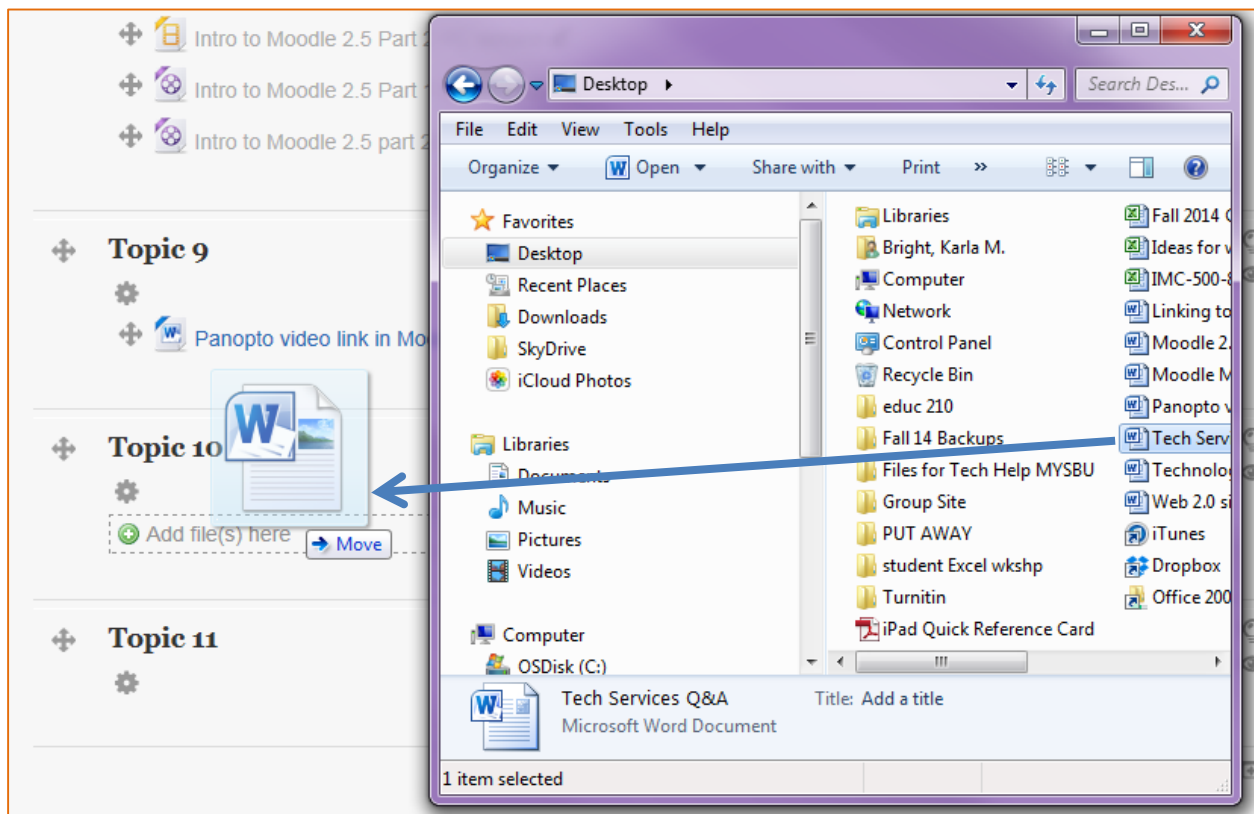 Intro to Moodle 2.5 Part 2
Intro to Moodle 2.5 Part
Intro to Moodle 2.5 part 2
Topic 9
Panopto video link in
Topic 10
Add file(s) here
Move
Topic 11
Desktop
Search Des...
File Edit View Tools Help
Organize Open Share with Print »
Favorites
Desktop
Recent Places
Downloads
SkyDrive
iCloud Photos
Libraries
Documents
Music
Pictures
Videos
Computer
OSDisk (C:)
Libraries
Bright, Karla M.
Computer
Network
Control Panel
Recycle Bin
educ 210
Fall 14 Backups
Files for Tech Help MYSBU
Group Site
PUT AWAY
student Excel wkshp
Turnitin
iPad Quick Reference Card
Fall 2014
Ideas for
IMC-500-
Linking to
Moodle 2.
Moodle
Panopto
Tech Serv
Technolo
Web 2.0 si
iTunes
Dropbox
Office 200
Tech Services Q&A Title: Add a title
Microsoft Word Document
1 item selected